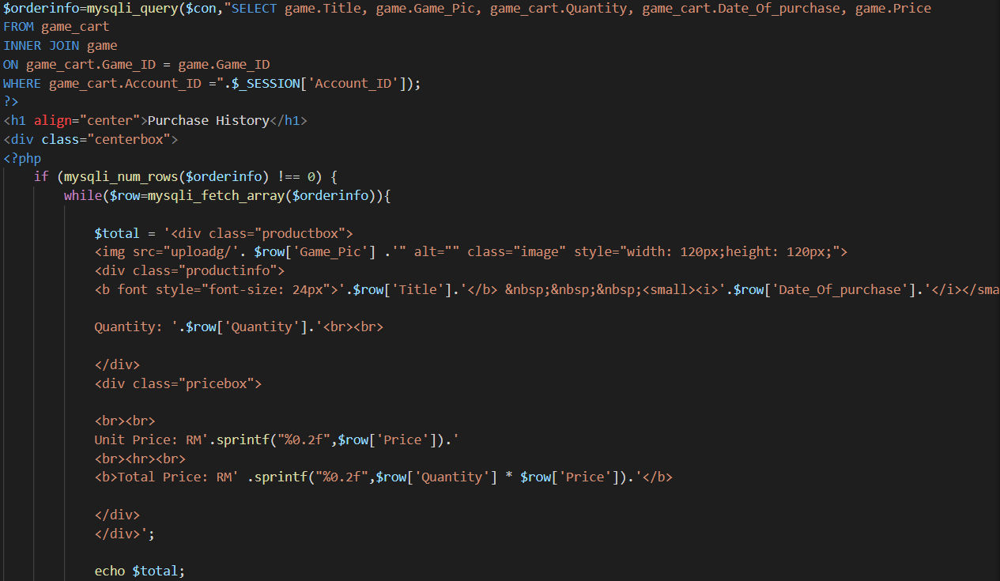 $orderinfo=mysqli_query($con,"SELECT game.Title, game.Game_Pic, game_cart.Quantity, game_cart.Date_Of_purchase, game.Price
FROM game_cart
INNER JOIN game
ON game_cart.Game_ID = game.Game_ID
WHERE game_cart.Account_ID =".$_SESSION['Account_ID']);
?>
<h1 align="center">Purchase History</h1>
<div class="centerbox">
<?php
if (mysqli_num_rows($orderinfo) !== 0) {
while($row=mysqli_fetch_array($orderinfo)){
$total = '<div class="productbox">
<img src="uploadg/'. $row['Game_Pic'] .'" alt="" class="image" style="width: 120px;height: 120px;">
<div class="productinfo">
<b font style="font-size: 24px">'.$row['Title'].'</b> &nbsp;&nbsp;&nbsp;<small><i>'.$row['Date_Of_purchase'].'</i></sma
Quantity: '.$row['Quantity'].'<br><br>
</div>
<div class="pricebox">
<br><br>
Unit Price: RM'.sprintf("%0.2f",$row['Price']).'
<br><hr><br>
<b>Total Price: RM' .sprintf("%0.2f",$row['Quantity'] * $row['Price']).'</b>
</div>
</div>';
echo $total;